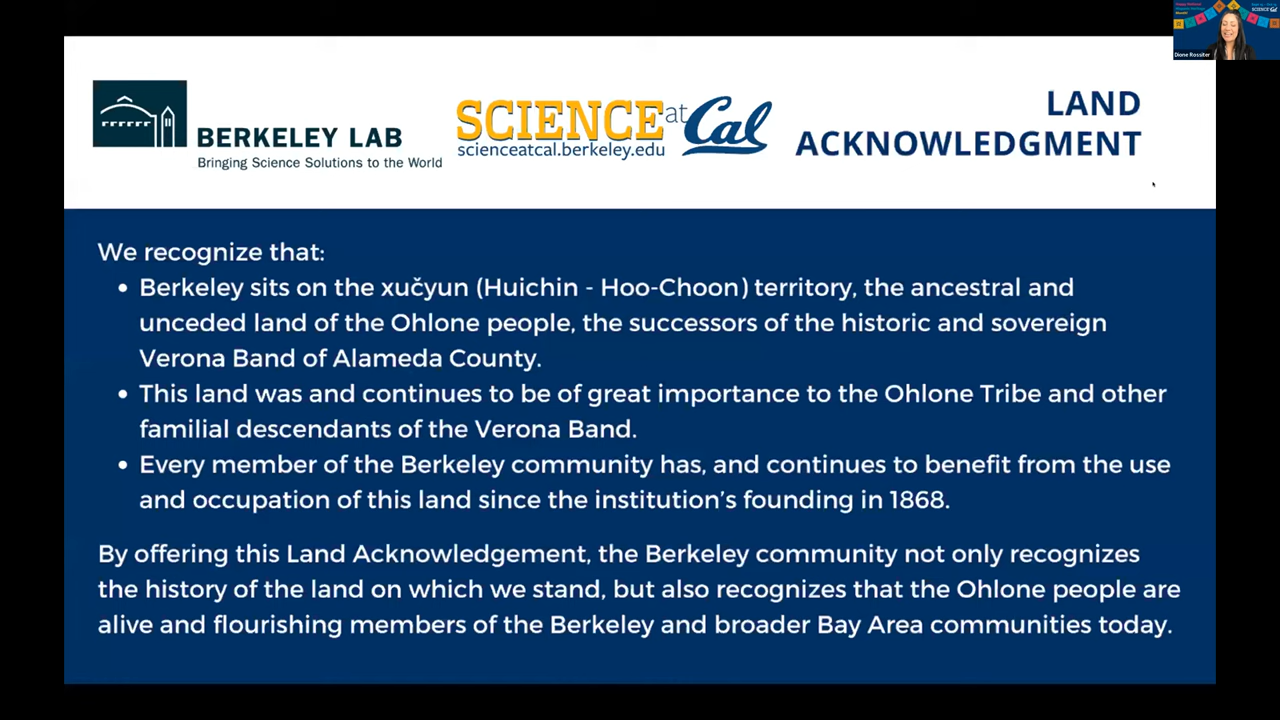 BERKELEY LAB
Bringing Science Solutions to the World
SCIENCE at Cal
scienceatcal.berkeley.edu
LAND
ACKNOWLEDGMENT
Dione Rossiter
We recognize that:
• Berkeley sits on the xučyun (Huichin - Hoo-Choon) territory, the ancestral and
unceded land of the Ohlone people, the successors of the historic and sovereign
Verona Band of Alameda County.
• This land was and continues to be of great importance to the Ohlone Tribe and other
familial descendants of the Verona Band.
• Every member of the Berkeley community has, and continues to benefit from the use
and occupation of this land since the institution's founding in 1868.
By offering this Land Acknowledgement, the Berkeley community not only recognizes
the history of the land on which we stand, but also recognizes that the Ohlone people are
alive and flourishing members of the Berkeley and broader Bay Area communities today.